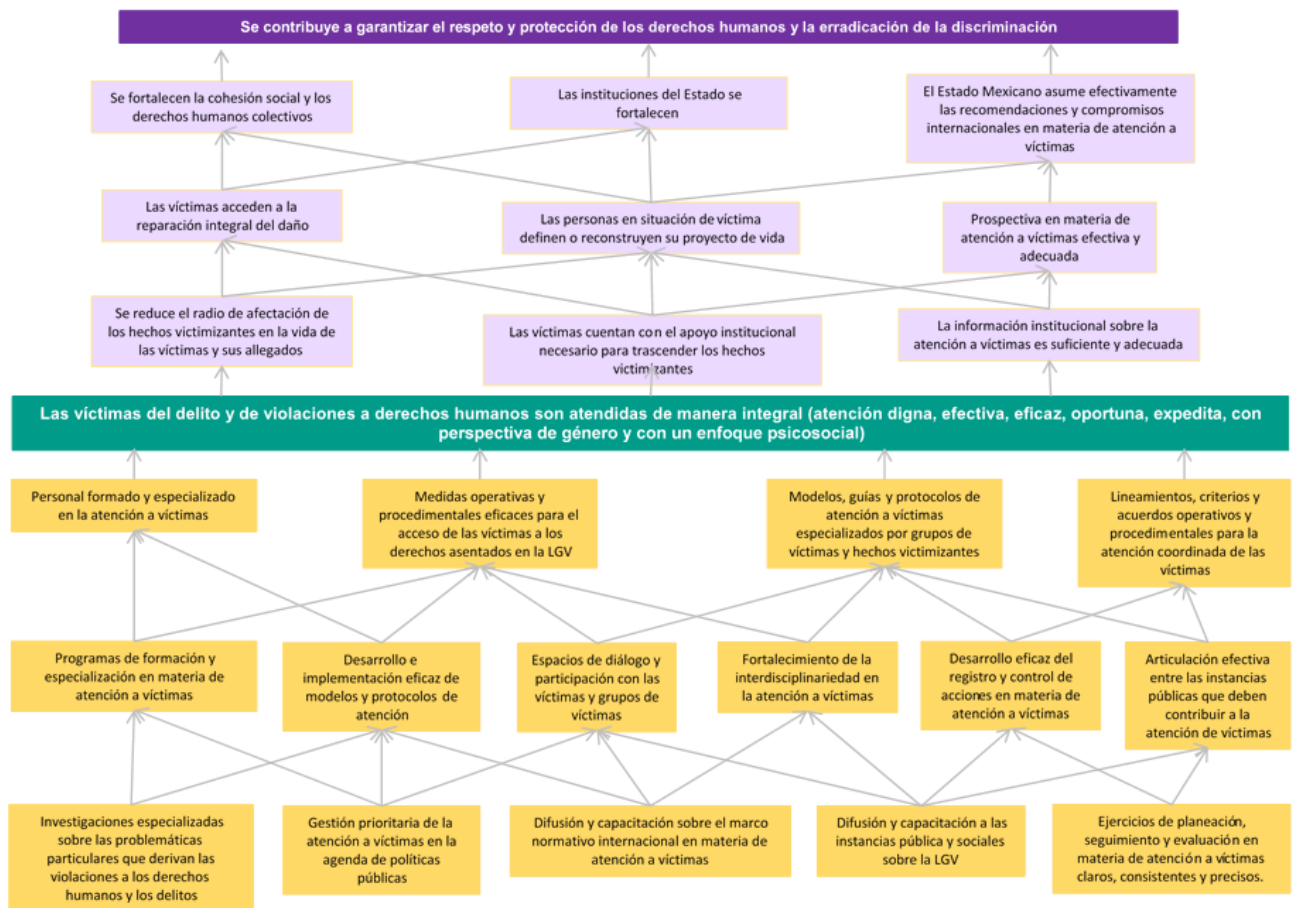 Se contribuye a garantizar el respeto y protección de los derechos humanos y la erradicación de la discriminación
Se fortalecen la cohesión social y los
derechos humanos colectivos
Las instituciones del Estado se
fortalecen
El Estado Mexicano asume efectivamente
las recomendaciones y compromisos
internacionales en materia de atención a
víctimas
Las víctimas acceden a la
reparación integral del daño
Las personas en situación de víctima
definen o reconstruyen su proyecto de vida
Prospectiva en materia de
atención a víctimas efectiva y
adecuada
Se reduce el radio de afectación de
los hechos victimizantes en la vida de
las víctimas y sus allegados
Las víctimas cuentan con el apoyo institucional
necesario para trascender los hechos
victimizantes
La información institucional sobre la
atención a víctimas es suficiente y adecuada
Las víctimas del delito y de violaciones a derechos humanos son atendidas de manera integral (atención digna, efectiva, eficaz, oportuna, expedita, con
perspectiva de género y con un enfoque psicosocial)
Personal formado y especializado
en la atención a víctimas
Medidas operativas y
procedimentales eficaces para el
acceso de las víctimas a los
derechos asentados en la LGV
Modelos, guías y protocolos de
atención a víctimas
especializados por grupos de
víctimas y hechos victimizantes
Lineamientos, criterios y
acuerdos operativos y
procedimentales para la
atención coordinada de las
víctimas
Programas de formación y
especialización en materia de
atención a víctimas
Desarrollo e
implementación eficaz de
modelos y protocolos de
atención
Espacios de diálogo y
participación con las
víctimas y grupos de
víctimas
Fortalecimiento de la
interdisciplinariedad en
la atención a víctimas
Desarrollo eficaz del
registro y control de
acciones en materia de
atención a víctimas
Articulación efectiva
entre las instancias
públicas que deben
contribuir a la
atención de víctimas
Investigaciones especializadas
sobre las problemáticas
particulares que derivan las
violaciones a los derechos
humanos y los delitos
Gestión prioritaria de la
atención a víctimas en la
agenda de políticas
públicas
Difusión y capacitación sobre el marco
normativo internacional en materia de
atención a víctimas
Difusión y capacitación a las
instancias pública y sociales
sobre la LGV
Ejercicios de planeación,
seguimiento y evaluación en
materia de atención a víctimas
claros, consistentes y precisos.